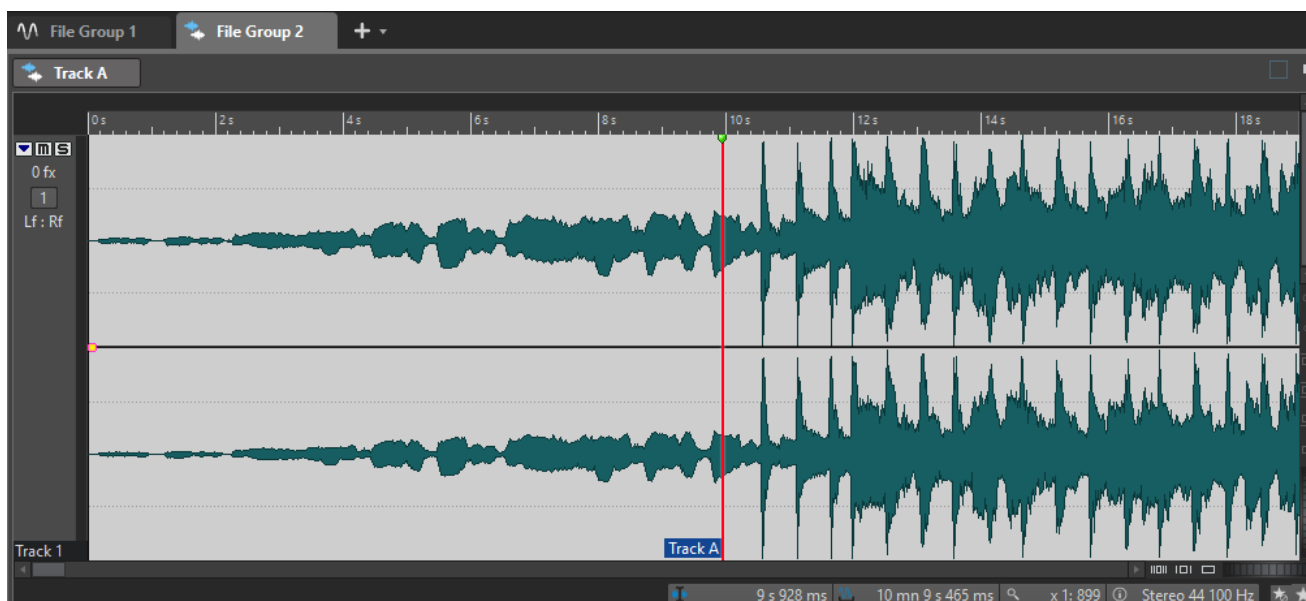 File Group 1 File Group 2
Track A
0 s 2 s 4 s 6 s 8 s 10 s 12 s 14 s 16 s 18 s
m S
0 fx
1
Lf : Rf
Track A
Track 1
9 s 928 ms 10 mn 9 s 465 ms x 1: 899 Stereo 44 100 Hz